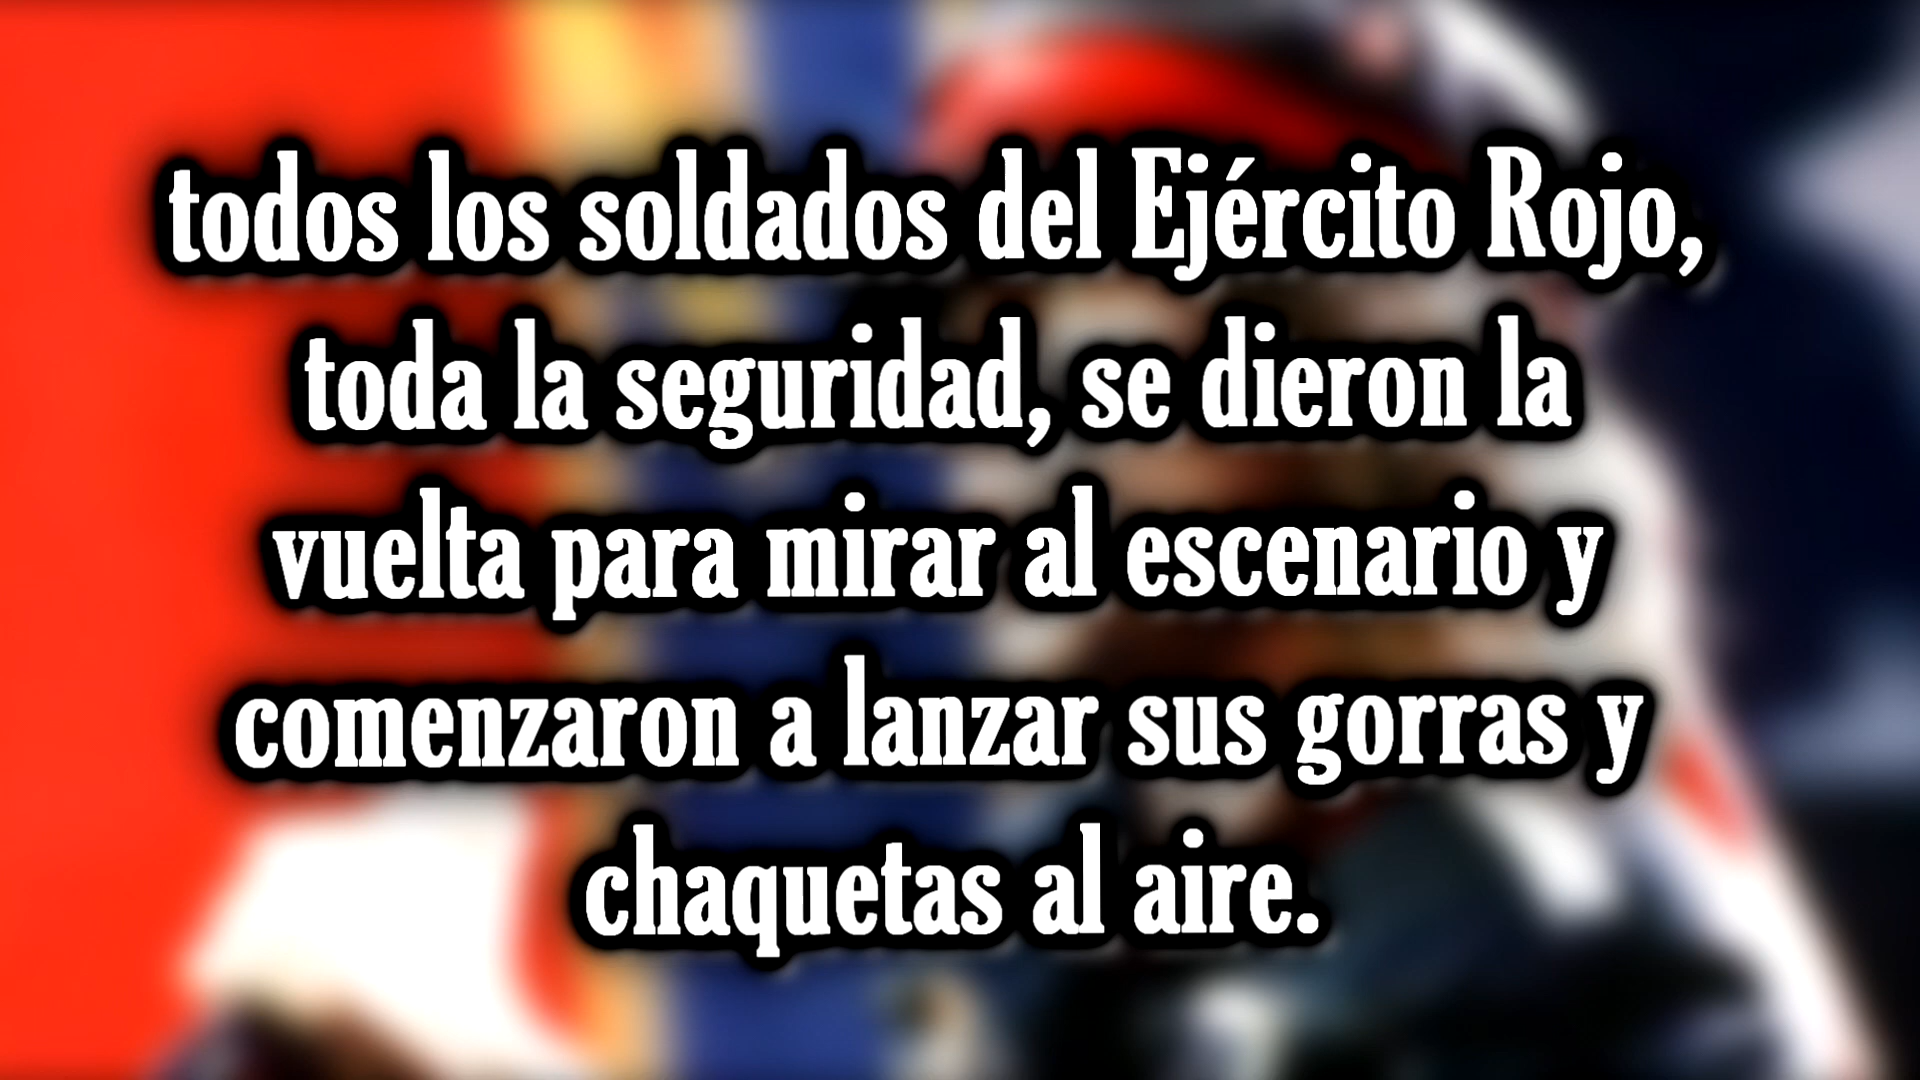 todos los soldados del Ejército Rojo,
toda la seguridad, se dieron la
vuelta para mirar al escenario y
comenzaron a lanzar sus gorras y
chaquetas al aire.